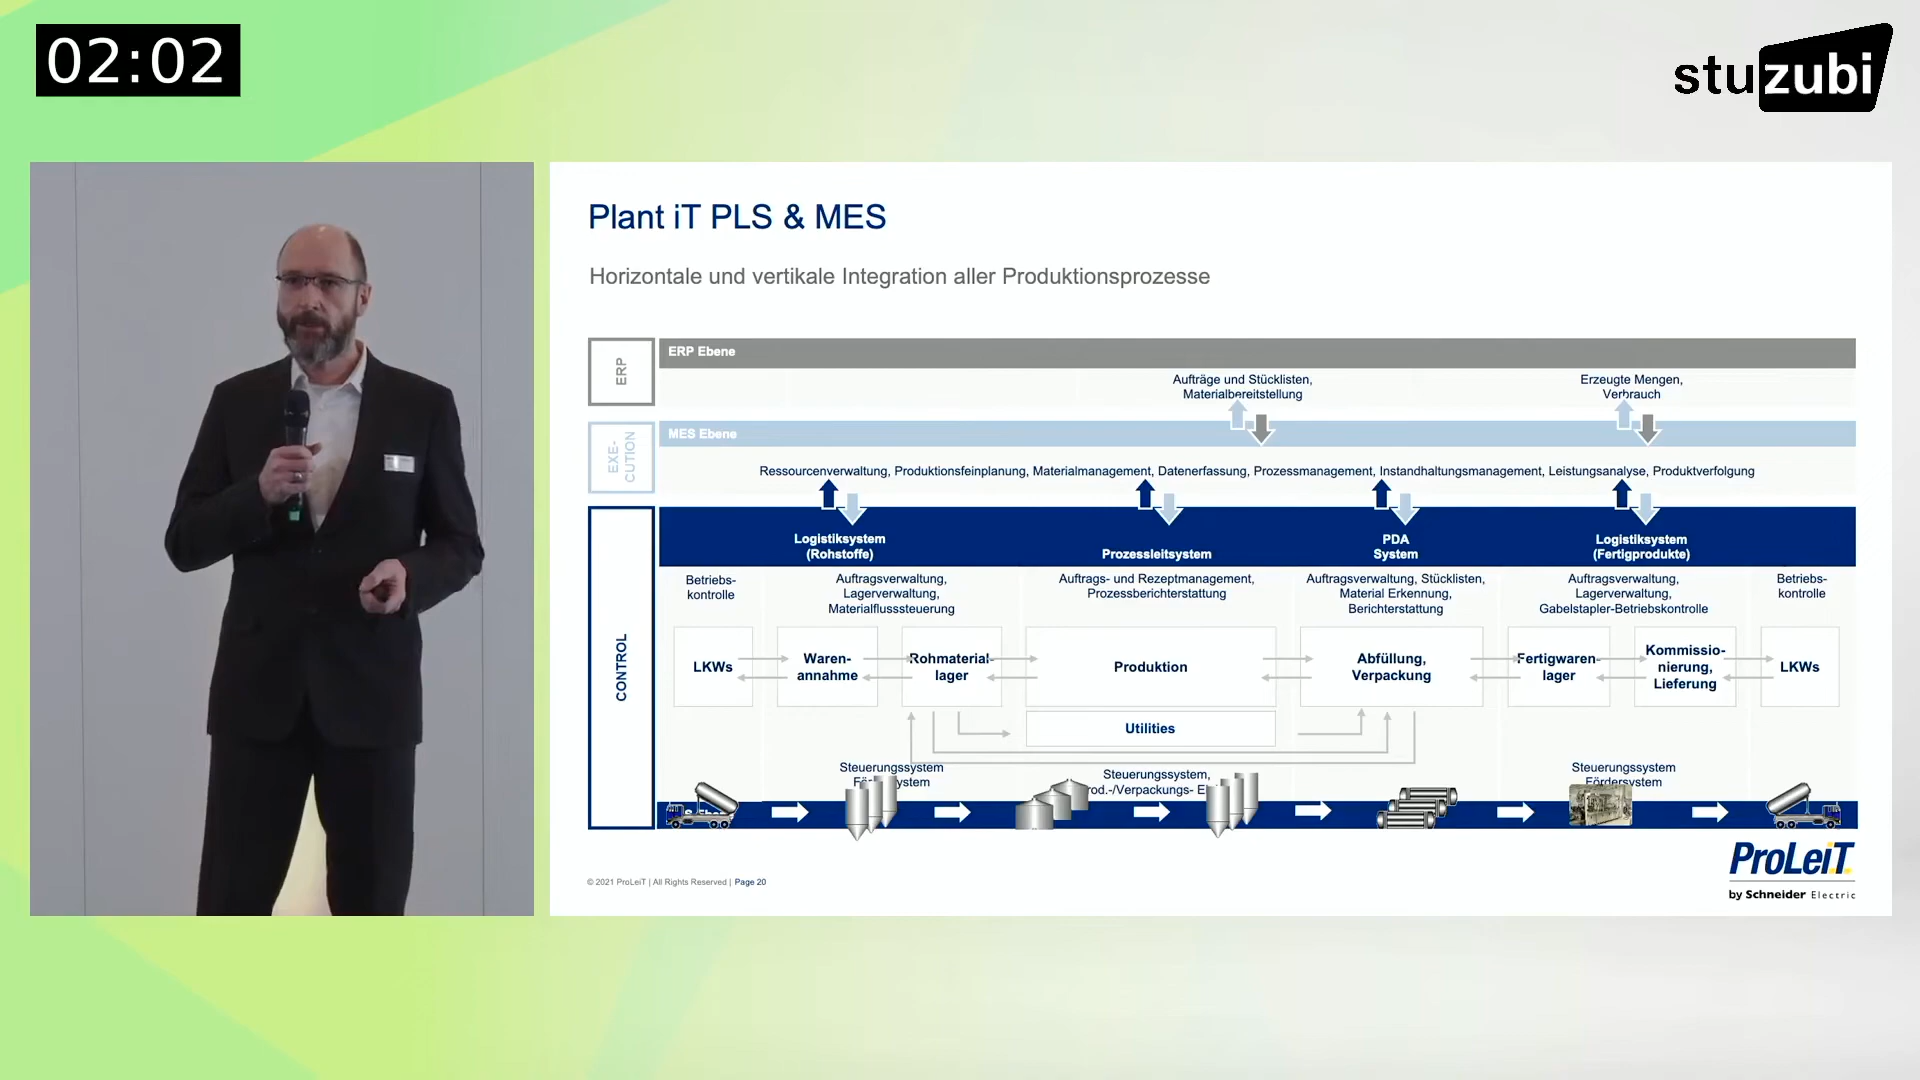 02:02
stuzubi
Plant iT PLS & MES
Horizontale und vertikale Integration aller Produktionsprozesse
ERP
ERP Ebene
Aufträge und Stücklisten,
Materialbereitstellung
Erzeugte Mengen,
Verbrauch
EXE-
CUTION
MES Ebene
Ressourcenverwaltung, Produktionsfeinplanung, Materialmanagement, Datenerfassung, Prozessmanagement, Instandhaltungsmanagement, Leistungsanalyse, Produktverfolgung
CONTROL
Logistiksystem
(Rohstoffe)
Prozessleitsystem
PDA
System
Logistiksystem
(Fertigprodukte)
Betriebs-
kontrolle
Auftragsverwaltung,
Lagerverwaltung,
Materialflusssteuerung
Auftrags- und Rezeptmanagement,
Prozessberichterstattung
Auftragsverwaltung, Stücklisten,
Material Erkennung,
Berichterstattung
Auftragsverwaltung,
Lagerverwaltung,
Gabelstapler-Betriebskontrolle
Betriebs-
kontrolle
LKWs
Waren-
annahme
Rohmaterial-
lager
Produktion
Abfüllung,
Verpackung
Fertigwaren-
lager
Kommissio-
nierung,
Lieferung
LKWs
Utilities
Steuerungssystem
Steuerungssystem,
Steuerungssystem
Fördersystem
© 2021 ProLeiT | All Rights Reserved | Page 20
ProLeiT
by Schneider Electric